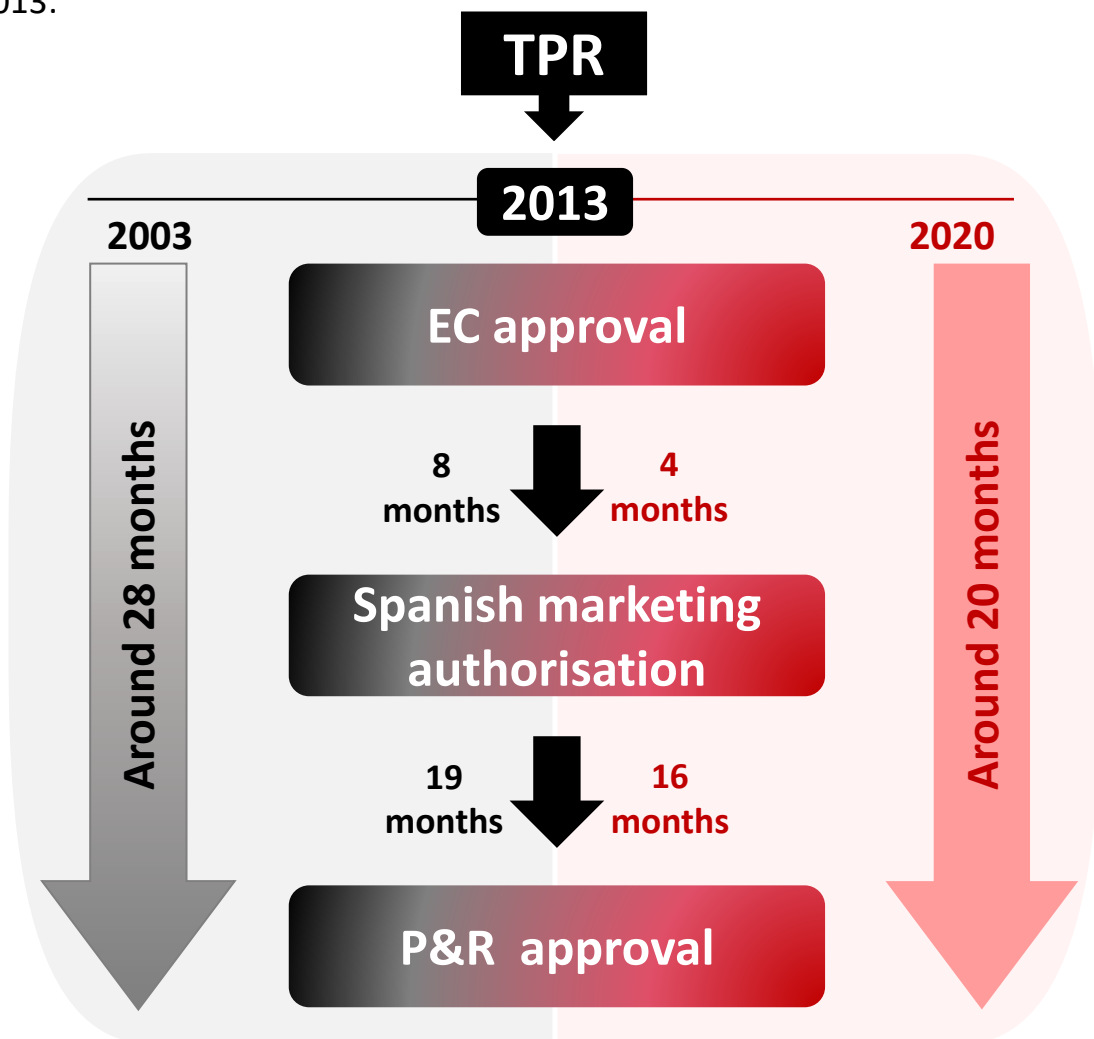 013.
TPR
2013
2003
2020
EC approval
8
months
4
months
Around 28 months
Around 20 months
Spanish marketing
authorisation
19
months
16
months
P&R approval